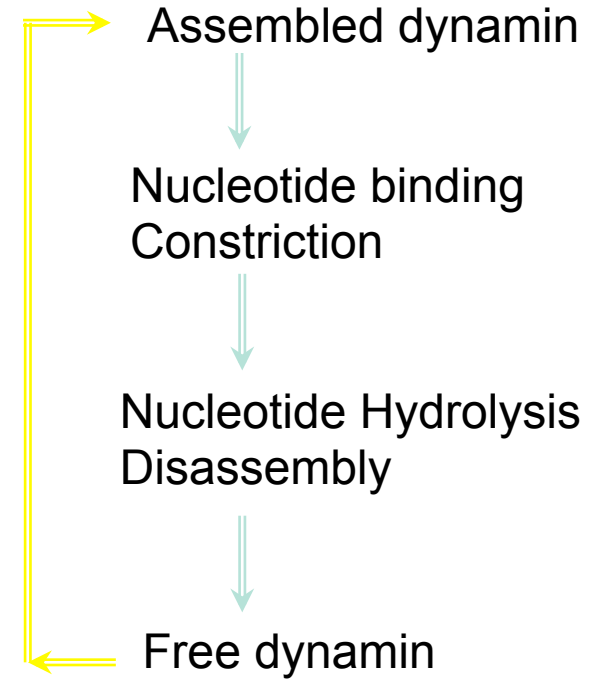 Assembled dynamin
Nucleotide binding
Constriction
Nucleotide Hydrolysis
Disassembly
Free dynamin